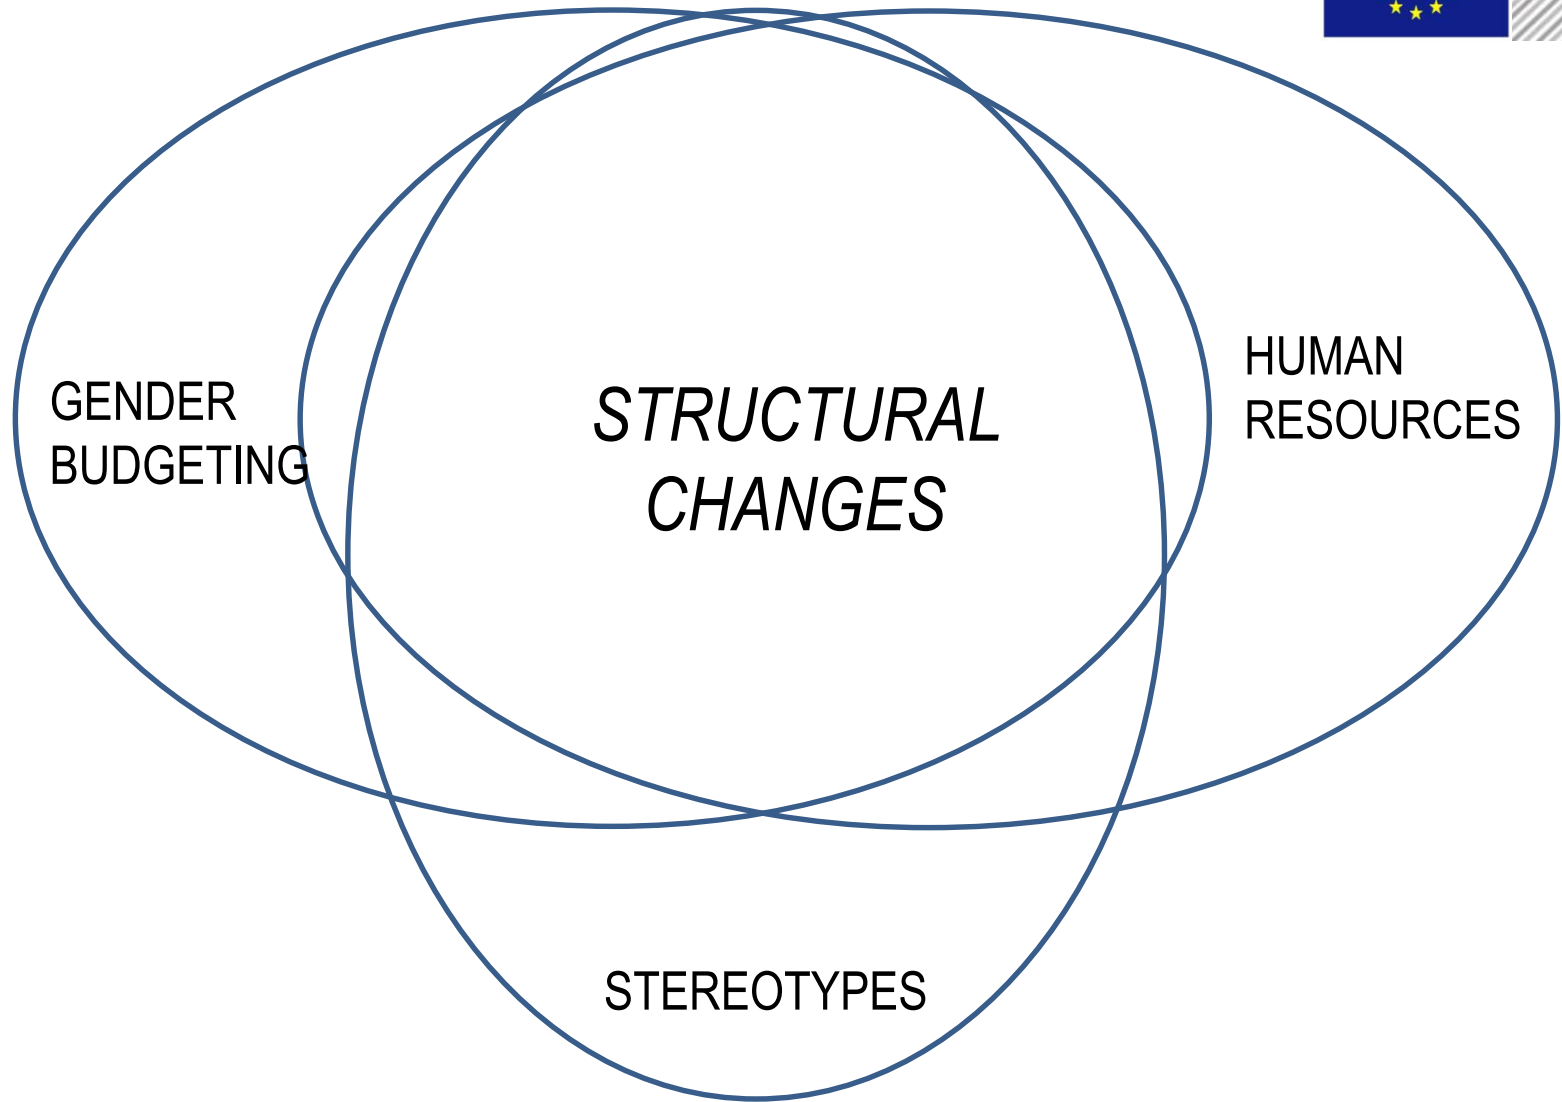 GENDER
BUDGETING
STRUCTURAL
CHANGES
HUMAN
RESOURCES
STEREOTYPES